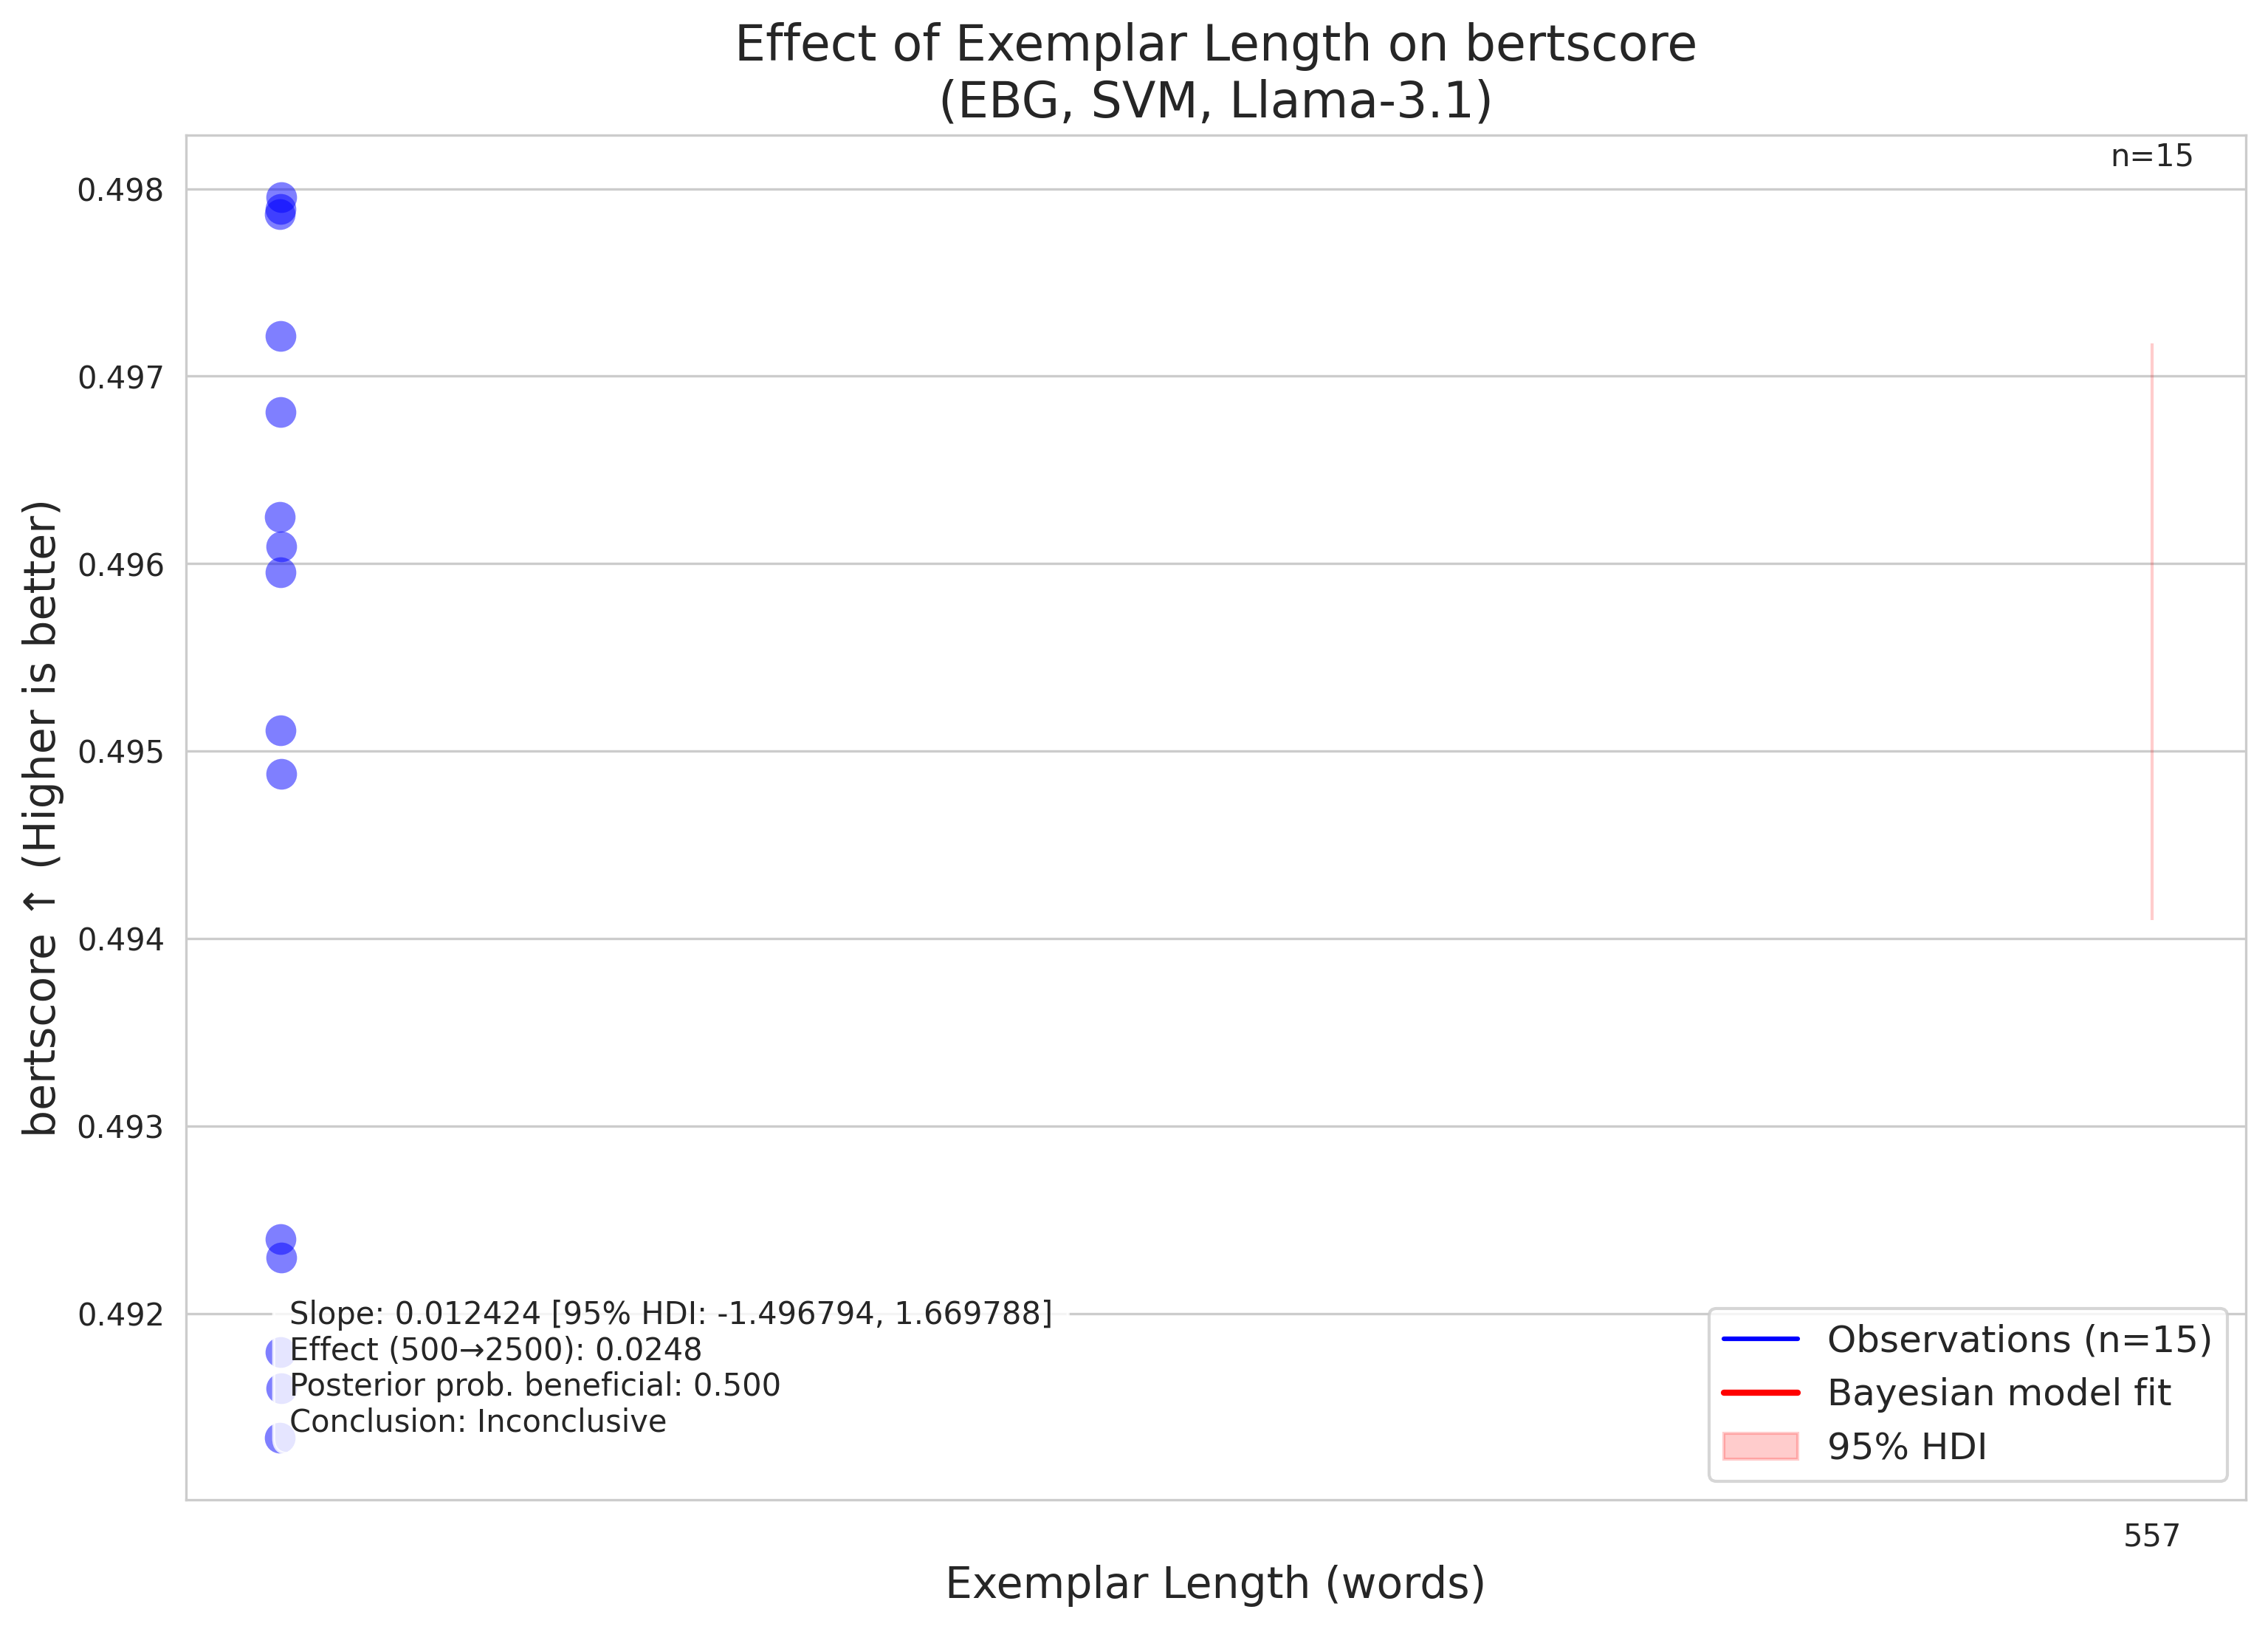 Effect of Exemplar Length on bertscore
(EBG, SVM, Llama-3.1)
n=15
0.498
0.497
0.496
0.495
0.494
0.493
0.492
bertscore ↑ (Higher is better)
Slope: 0.012424 [95% HDI: -1.496794, 1.669788]
Effect (500→2500): 0.0248
Posterior prob. beneficial: 0.500
Conclusion: Inconclusive
Observations (n=15)
Bayesian model fit
95% HDI
557
Exemplar Length (words)